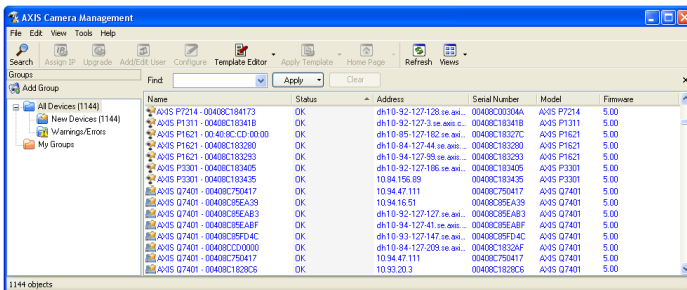 AXIS Camera Management
File Edit View Tools Help
Search Assign IP Upgrade Add/Edit User Configure Template Editor Apply Template Home Page Refresh Views
Groups
Add Group
Find: Apply Clear x
All Devices (1144)
New Devices (1144)
Warnings/Errors
My Groups
Name Status Address Serial Number Model Firmware
AXIS P7214 - 00408C184173 OK dh10-92-127-128.se.axi... 00408C00304A AXIS P7214 5.00
AXIS P1311 - 00408C18341B OK dh10-92-127-3.se.axis.c... 00408C18341B AXIS P1311 5.00
AXIS P1621 - 00:40:8C:CD:00:00 OK dh10-85-127-182.se.axi... 00408C18327C AXIS P1621 5.00
AXIS P1621 - 00408C183280 OK dh10-84-127-44.se.axis.... 00408C183280 AXIS P1621 5.00
AXIS P1621 - 00408C183293 OK dh10-94-127-99.se.axis.... 00408C183293 AXIS P1621 5.00
AXIS P3301 - 00408C183405 OK dh10-92-127-186.se.axi... 00408C183405 AXIS P3301 5.00
AXIS P3301 - 00408C183435 OK 10.84.156.89 00408C183435 AXIS P3301 5.00
AXIS Q7401 - 00408C750417 OK 10.94.47.111 00408C750417 AXIS Q7401 5.00
AXIS Q7401 - 00408C85EA39 OK 10.94.16.51 00408C85EA39 AXIS Q7401 5.00
AXIS Q7401 - 00408C85EAB3 OK dh10-92-127-127.se.axi... 00408C85EAB3 AXIS Q7401 5.00
AXIS Q7401 - 00408C85EABF OK dh10-94-127-41.se.axis.... 00408C85EABF AXIS Q7401 5.00
AXIS Q7401 - 00408C85FD4C OK dh10-93-127-147.se.axi... 00408C85FD4C AXIS Q7401 5.00
AXIS Q7401 - 00408CCD0000 OK dh10-84-127-209.se.axi... 00408C1832AF AXIS Q7401 5.00
AXIS Q7401 - 00408C750417 OK 10.94.47.111 00408C750417 AXIS Q7401 5.00
AXIS Q7401 - 00408C1828C6 OK 10.93.20.3 00408C1828C6 AXIS Q7401 5.00
1144 objects